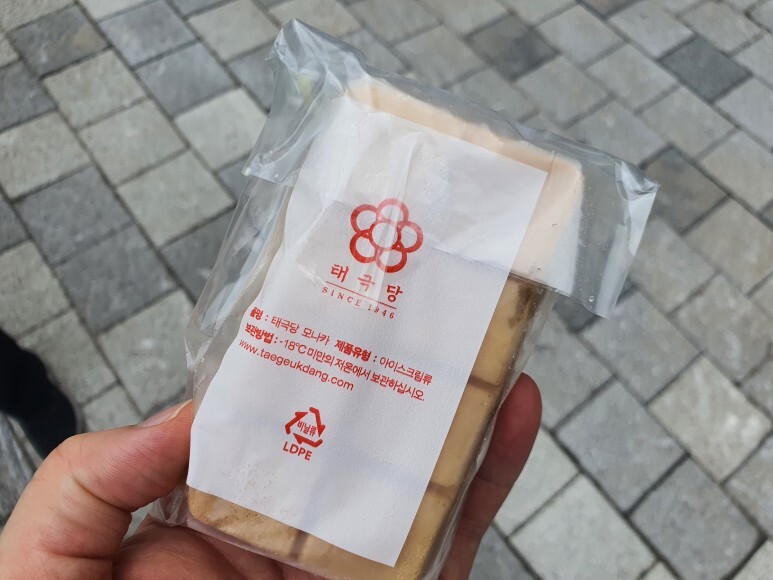 태극당
SINCE 1946
품명 : 태극당 모나카 제품유형 : 아이스크림류
보관방법 : -18℃ 미만의 저온에서 보관하십시오.
www.taegeukdang.com
비닐류
LDPE